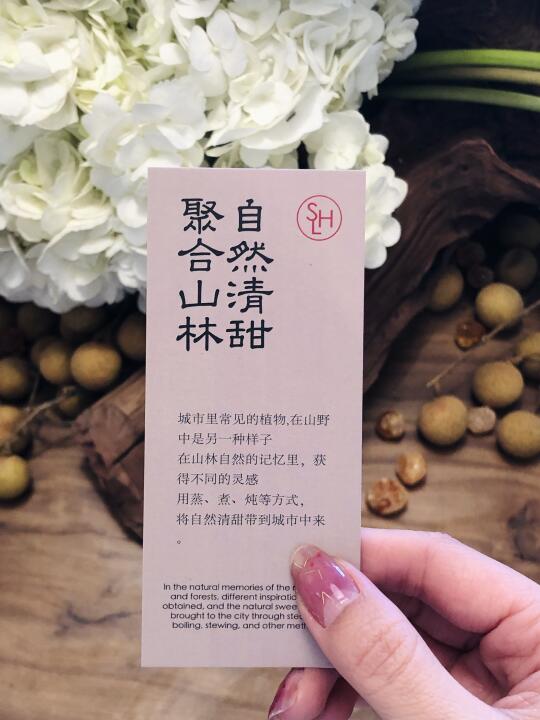 自然清甜
聚合山林
SLH
城市里常见的植物,在山野
中是另一种样子
在山林自然的记忆里，获
得不同的灵感
用蒸、煮、炖等方式，
将自然清甜带到城市中来
。
In the natural memories of the
and forests, different
obtained, and the natural
brought to the city through
boiling, stewing, and other